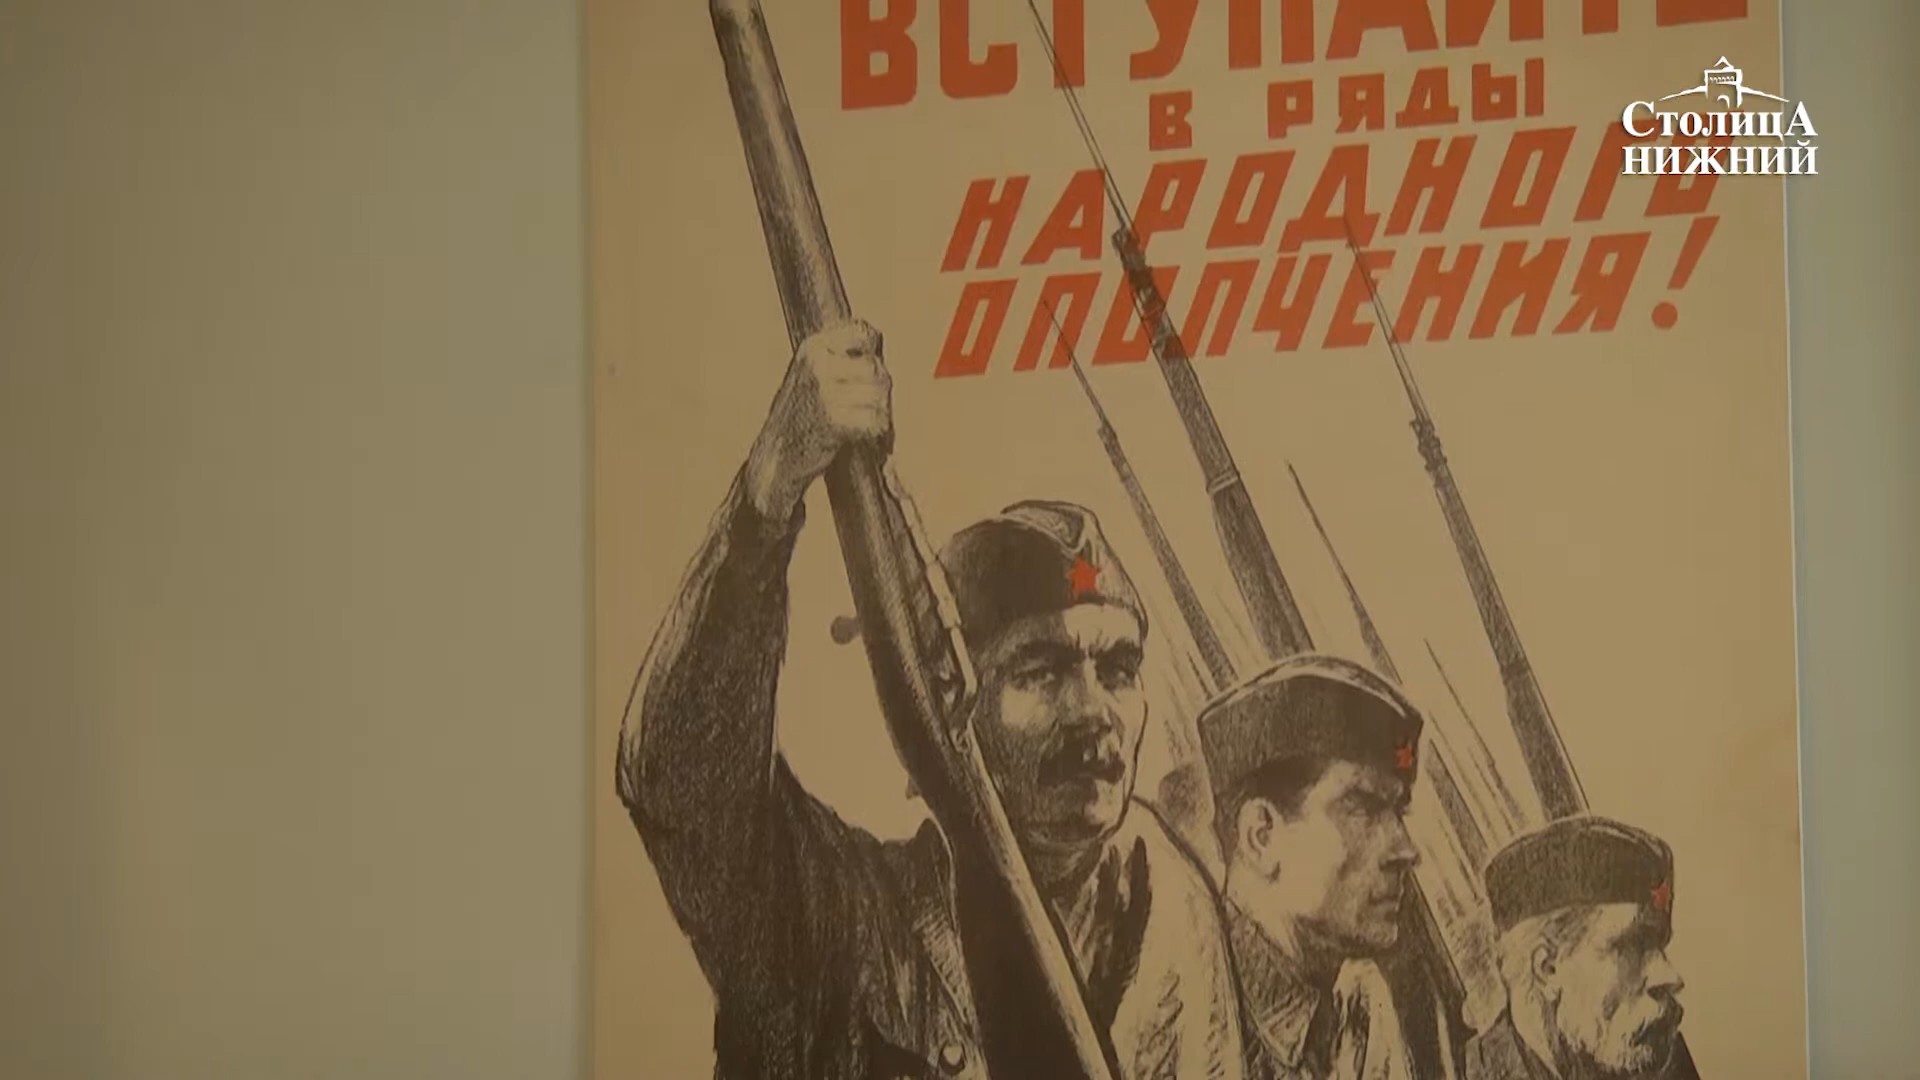 ВСТУПАЙТЕ
В РЯДЫ
НАРОДНОГО
ОПОЛЧЕНИЯ!
СТОЛИЦА
НИЖНИЙ